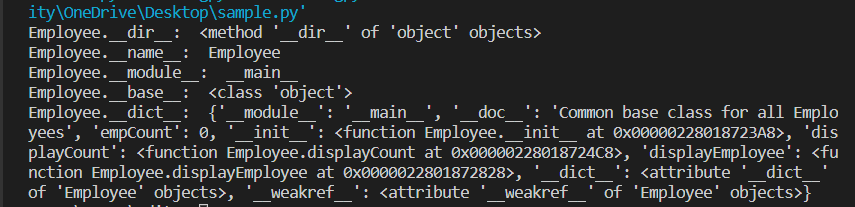 ity\OneDrive\Desktop\sample.py'
Employee.__dir__:  <method '__dir__' of 'object' objects>
Employee.__name__:  Employee
Employee.__module__:  __main__
Employee.__base__:  <class 'object'>
Employee.__dict__:  {'__module__': '__main__', '__doc__': 'Common base class for all Emplo
yees', 'empCount': 0, '__init__': <function Employee.__init__ at 0x00000228018723A8>, 'dis
playCount': <function Employee.displayCount at 0x00000228018724C8>, 'displayEmployee': <fu
nction Employee.displayEmployee at 0x0000022801872828>, '__dict__': <attribute '__dict__'
of 'Employee' objects>, '__weakref__': <attribute '__weakref__' of 'Employee' objects>}